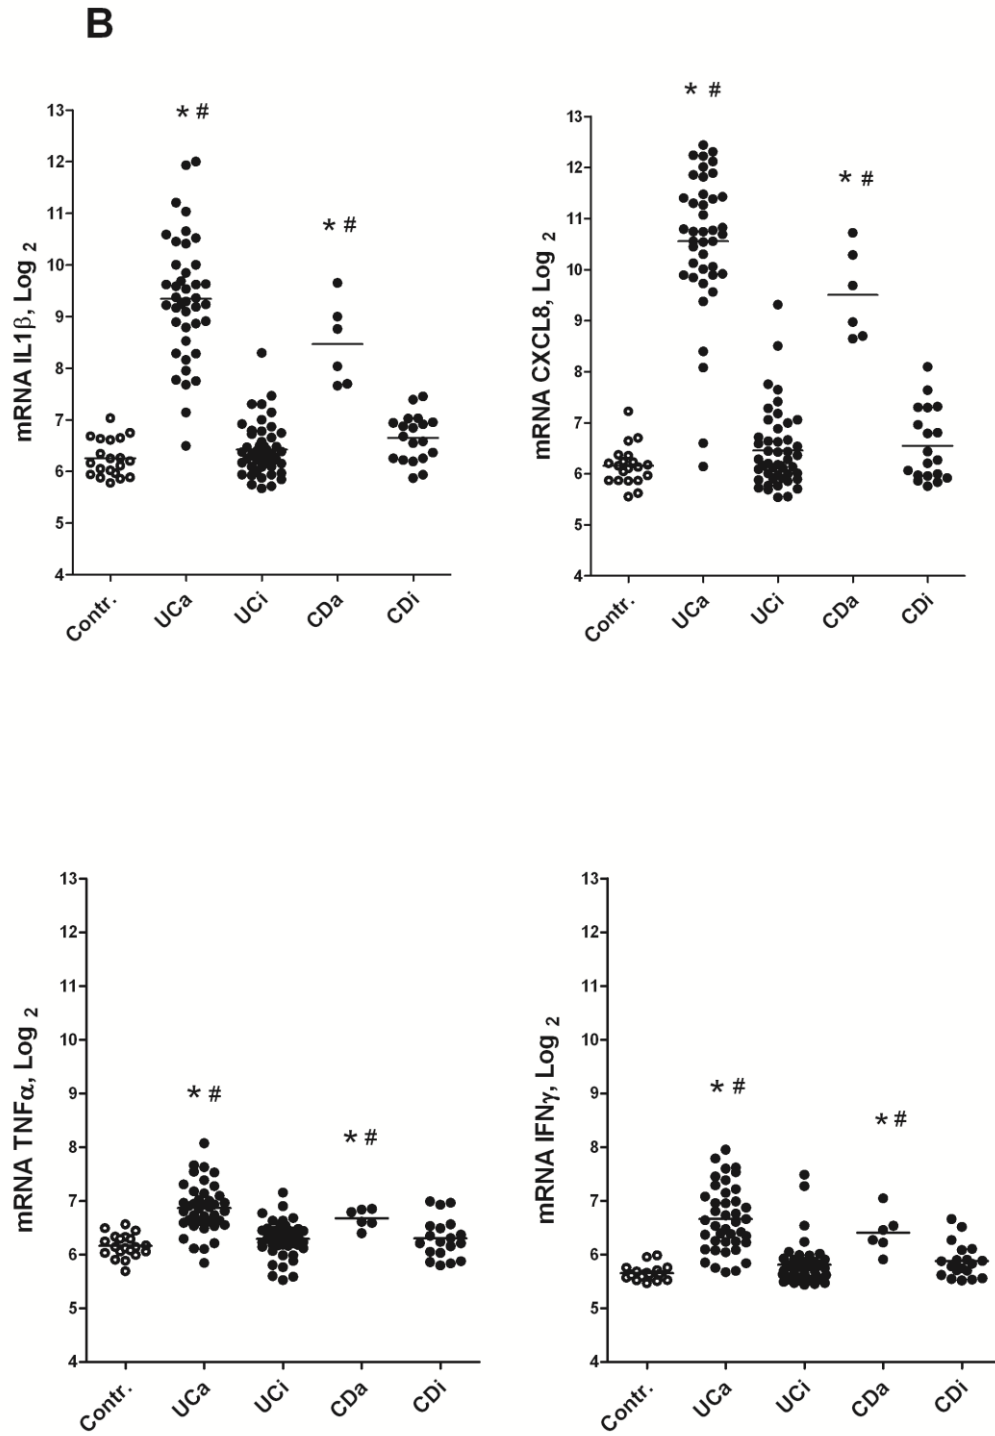 B
mRNA IL1β, Log 2
13
12
11
10
9
8
7
6
5
4
* #
* #
Contr.
UCa
UCi
CDa
CDi
mRNA CXCL8, Log 2
13
12
11
10
9
8
7
6
5
4
* #
* #
Contr.
UCa
UCi
CDa
CDi
mRNA TNFα, Log 2
13
12
11
10
9
8
7
6
5
4
* #
* #
Contr.
UCa
UCi
CDa
CDi
mRNA IFNγ, Log 2
13
12
11
10
9
8
7
6
5
4
* #
* #
Contr.
UCa
UCi
CDa
CDi